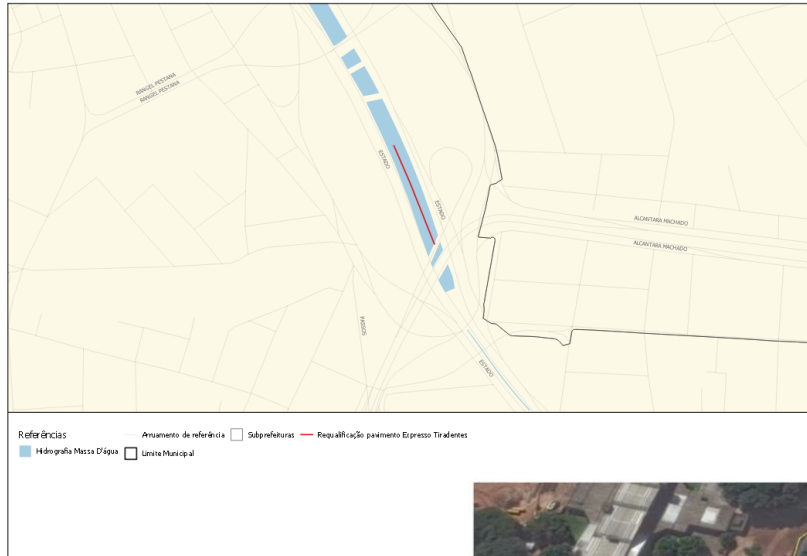 RANGEL PESTANA
RANGEL PESTANA
ESTADO
ESTADO
ALCANTARA MACHADO
ALCANTARA MACHADO
PASSOS
ESTADO
Referências
Arruamento de referência
Subprefeituras
Requalificação pavimento Expresso Tiradentes
Hidrografia Massa D'água
Limite Municipal